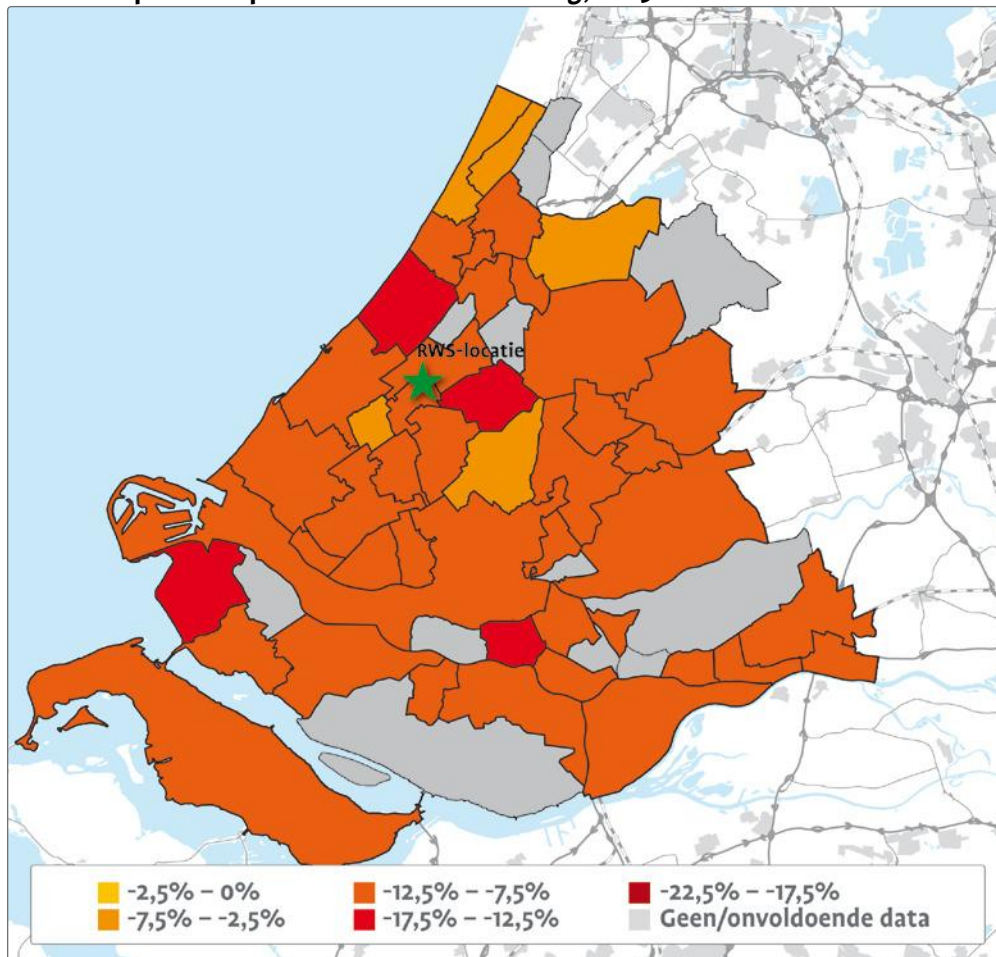 RWS-locatie
-2,5% – 0%
-12,5% – -7,5%
-22,5% – -17,5%
-7,5% – -2,5%
-17,5% – -12,5%
Geen/onvoldoende data